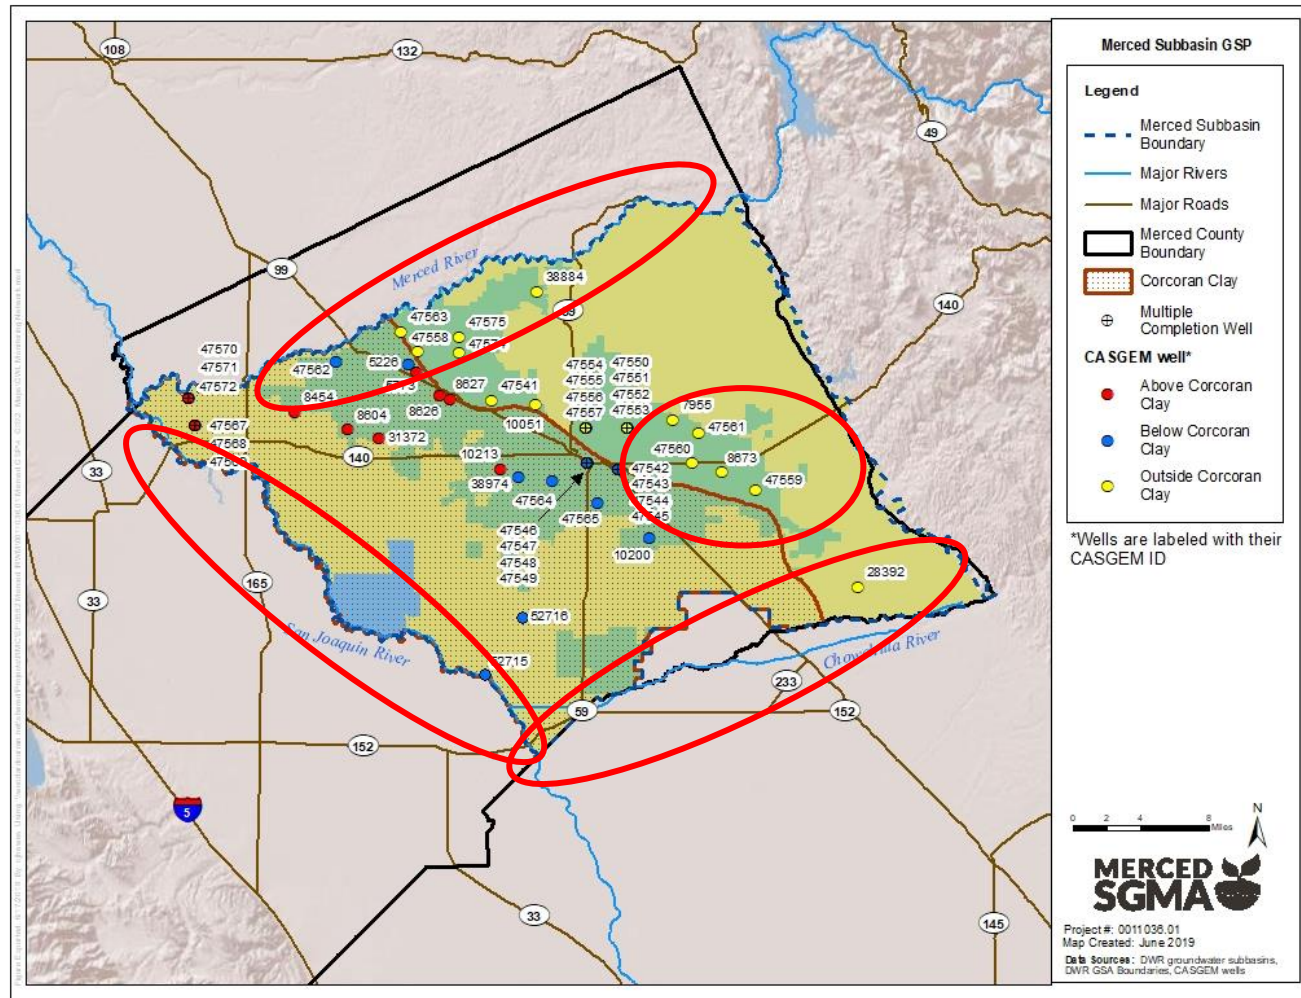 108
132
49
99
Merced River
38884
59
140
47563
47575
47558
47570
47571
47572
47562
5226
8454
8627
47541
47554
47550
47555
47551
47556
47552
47557
47553
8626
8604
10051
7955
47561
47567
47568
31372
140
10213
47560
8673
33
38974
47542
47543
47559
47564
47544
47565
47545
47546
47547
10200
47548
47549
165
28392
33
52716
San Joaquin River
52715
Chowchilla River
233
59
152
152
5
33
145
Merced Subbasin GSP
Legend
Merced Subbasin
Boundary
Major Rivers
Major Roads
Merced County
Boundary
Corcoran Clay
Multiple
Completion Well
CASGEM well*
Above Corcoran
Clay
Below Corcoran
Clay
Outside Corcoran
Clay
*Wells are labeled with their
CASGEM ID
N
0 2 4 8
Miles
MERCED
SGMA
Project #: 0011036.01
Map Created: June 2019
Data Sources: DWR groundwater subbasins,
DWR GSA Boundaries, CASGEM wells